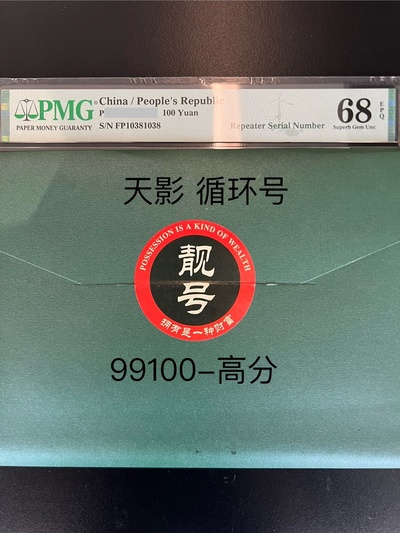 PMG
PAPER MONEY GUARANTY
China / People's Republic
P 100 Yuan
S/N FP10381038
Repeater Serial Number
68 EPQ
Superb Gem Unc
天影 循环号
POSSESSION IS A KIND OF WEALTH
靓号
拥有是一种财富
99100-高分